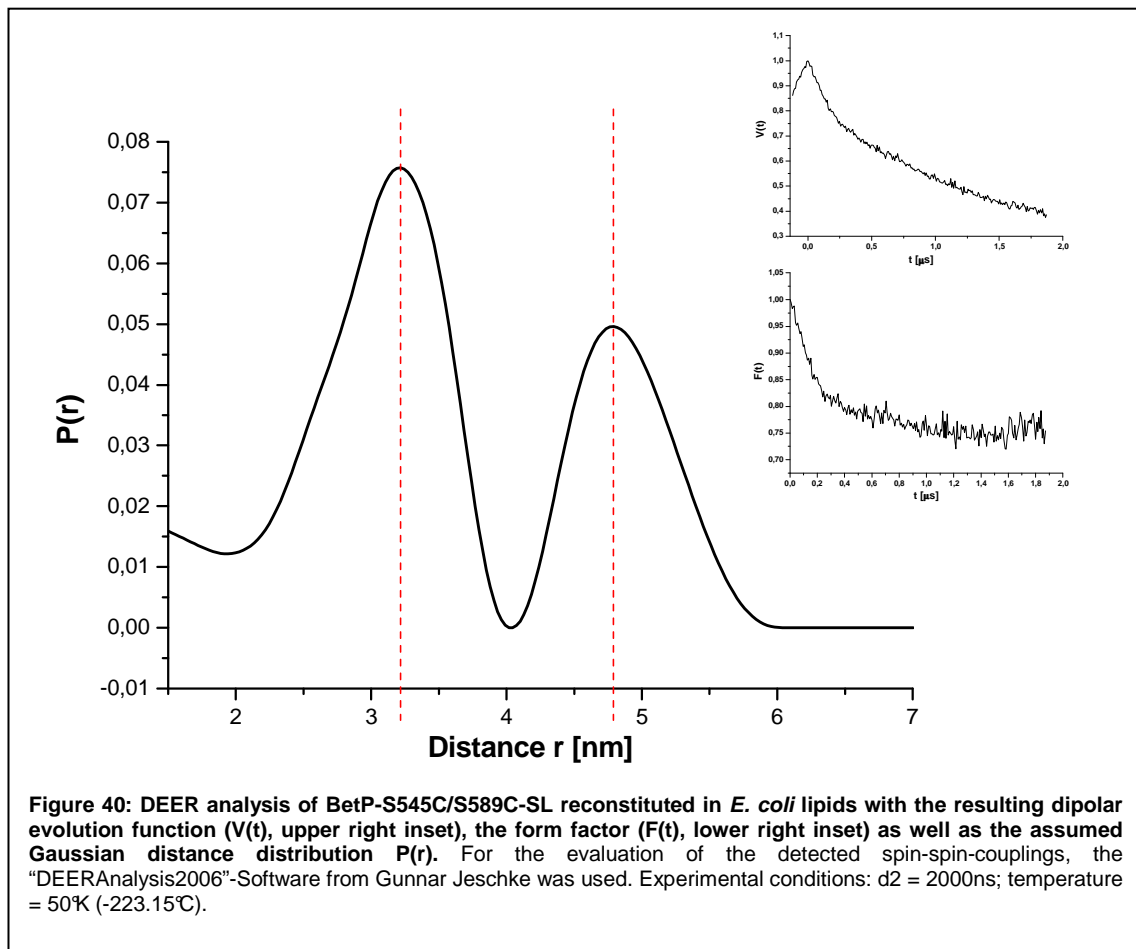 1,1
1,0
0,9
0,8
0,7
0,6
0,5
0,4
0,3
V(t)
0,0 0,5 1,0 1,5 2,0
t [µs]
1,05
1,00
0,95
0,90
0,85
0,80
0,75
0,70
F(t)
0,0 0,2 0,4 0,6 0,8 1,0 1,2 1,4 1,6 1,8 2,0
t [µs]
0,08
0,07
0,06
0,05
0,04
0,03
0,02
0,01
0,00
-0,01
P(r)
2 3 4 5 6 7
Distance r [nm]
Figure 40: DEER analysis of BetP-S545C/S589C-SL reconstituted in E. coli lipids with the resulting dipolar
evolution function (V(t), upper right inset), the form factor (F(t), lower right inset) as well as the assumed
Gaussian distance distribution P(r). For the evaluation of the detected spin-spin-couplings, the
“DEERAnalysis2006”-Software from Gunnar Jeschke was used. Experimental conditions: d2 = 2000ns; temperature
= 50°K (-223.15°C).